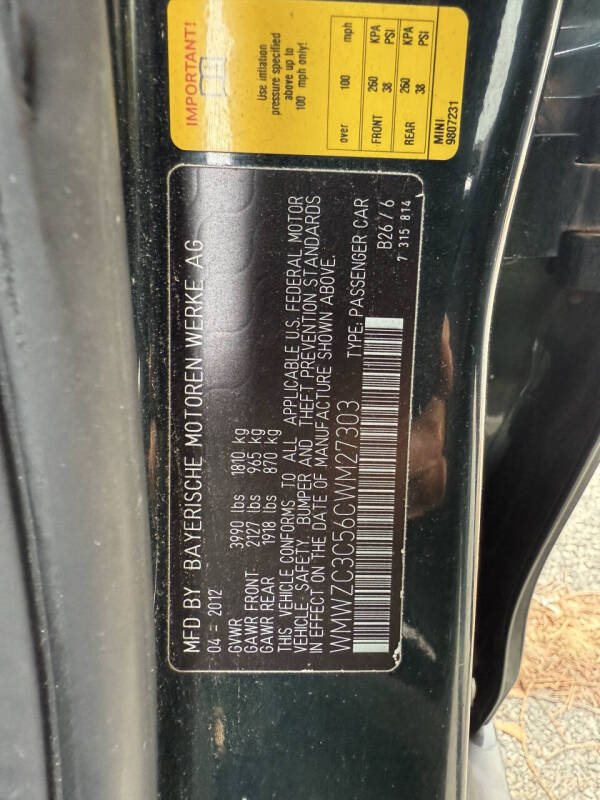 IMPORTANT!
Use inflation
pressure specified
above up to
100 mph only!
over 100 mph
FRONT 260 KPA
38 PSI
REAR 260 KPA
38 PSI
MINI
9807231
MFD BY BAYERISCHE MOTOREN WERKE AG
04 - 2012
GVWR 3990 lbs 1810 kg
GAWR FRONT 2127 lbs 965 kg
GAWR REAR 1918 lbs 870 kg
THIS VEHICLE CONFORMS TO ALL APPLICABLE U.S. FEDERAL MOTOR
VEHICLE SAFETY, BUMPER AND THEFT PREVENTION STANDARDS
IN EFFECT ON THE DATE OF MANUFACTURE SHOWN ABOVE.
WMWZC3C56CWM27303 TYPE: PASSENGER CAR
B26 / 6
7 315 814